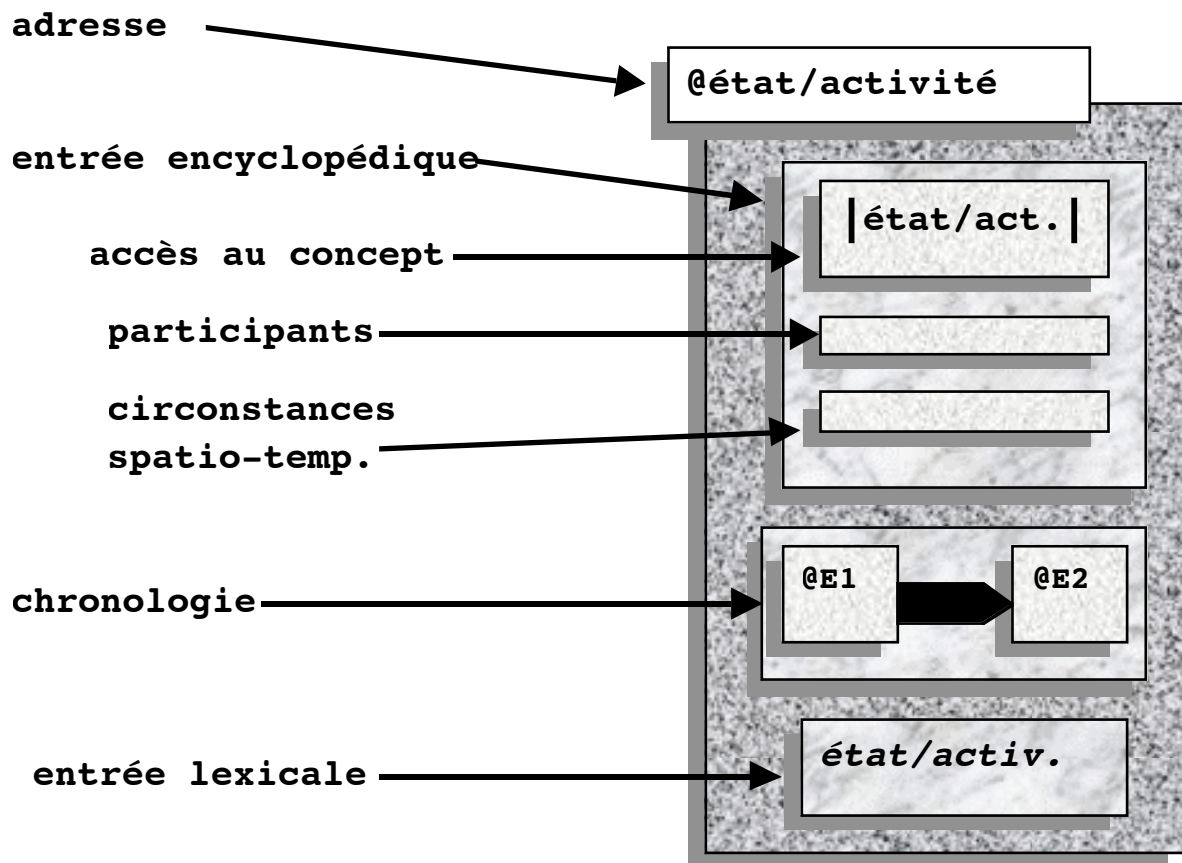 adresse
@état/activité
entrée encyclopédique
|état/act.|
accès au concept
participants
circonstances
spatio-temp.
chronologie
@E1
@E2
entrée lexicale
état/activ.